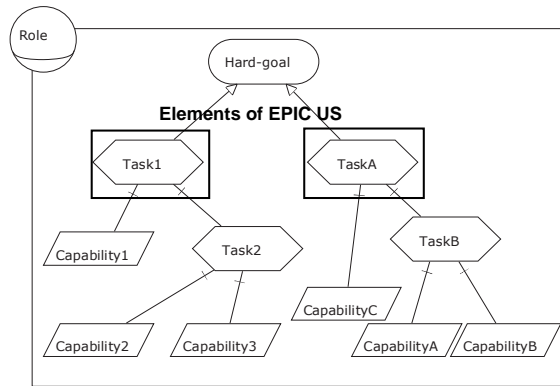 Role
Hard-goal
Elements of EPIC US
Task1
TaskA
Capability1
Task2
TaskB
CapabilityC
Capability2
Capability3
CapabilityA
CapabilityB